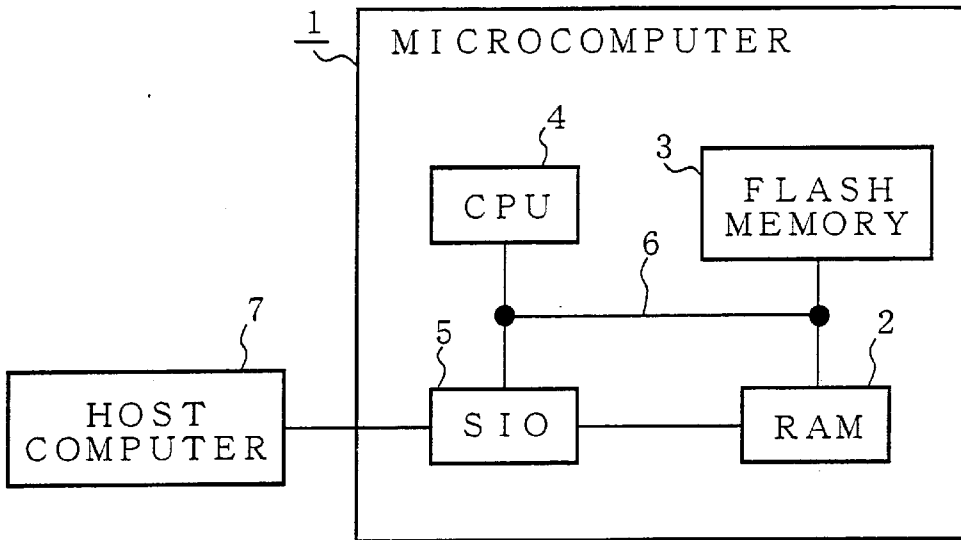 1
MICROCOMPUTER
4
3
CPU
FLASH
MEMORY
6
7
5
2
HOST
COMPUTER
SIO
RAM